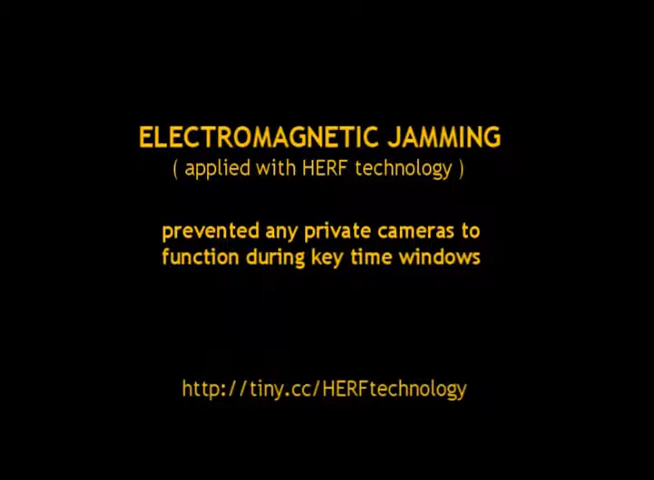 ELECTROMAGNETIC JAMMING
( applied with HERF technology )
prevented any private cameras to
function during key time windows
http://tiny.cc/HERFtechnology